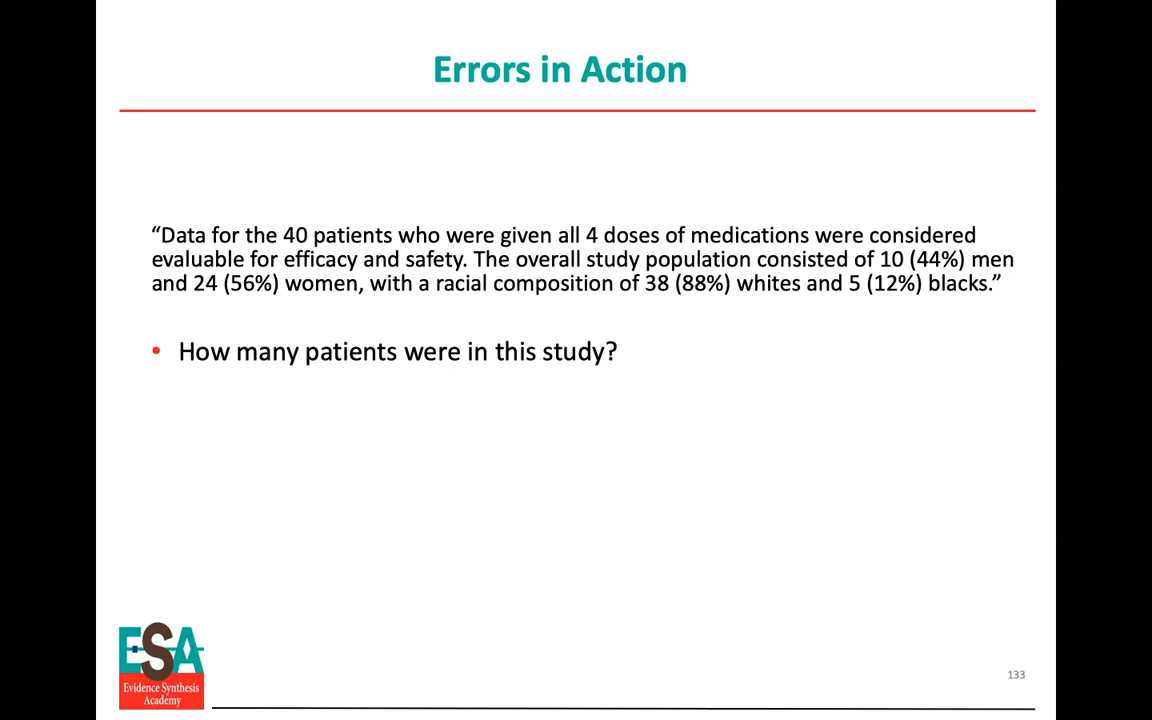 Errors in Action
“Data for the 40 patients who were given all 4 doses of medications were considered
evaluable for efficacy and safety. The overall study population consisted of 10 (44%) men
and 24 (56%) women, with a racial composition of 38 (88%) whites and 5 (12%) blacks.”
• How many patients were in this study?
ESA
Evidence Synthesis
Academy
133